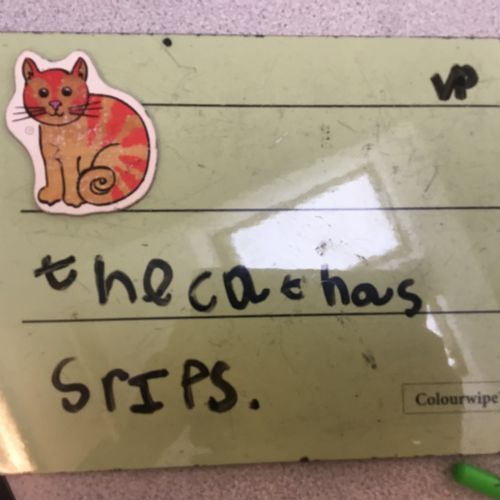 VP
thecathas
SrIPS.
Colourwipe